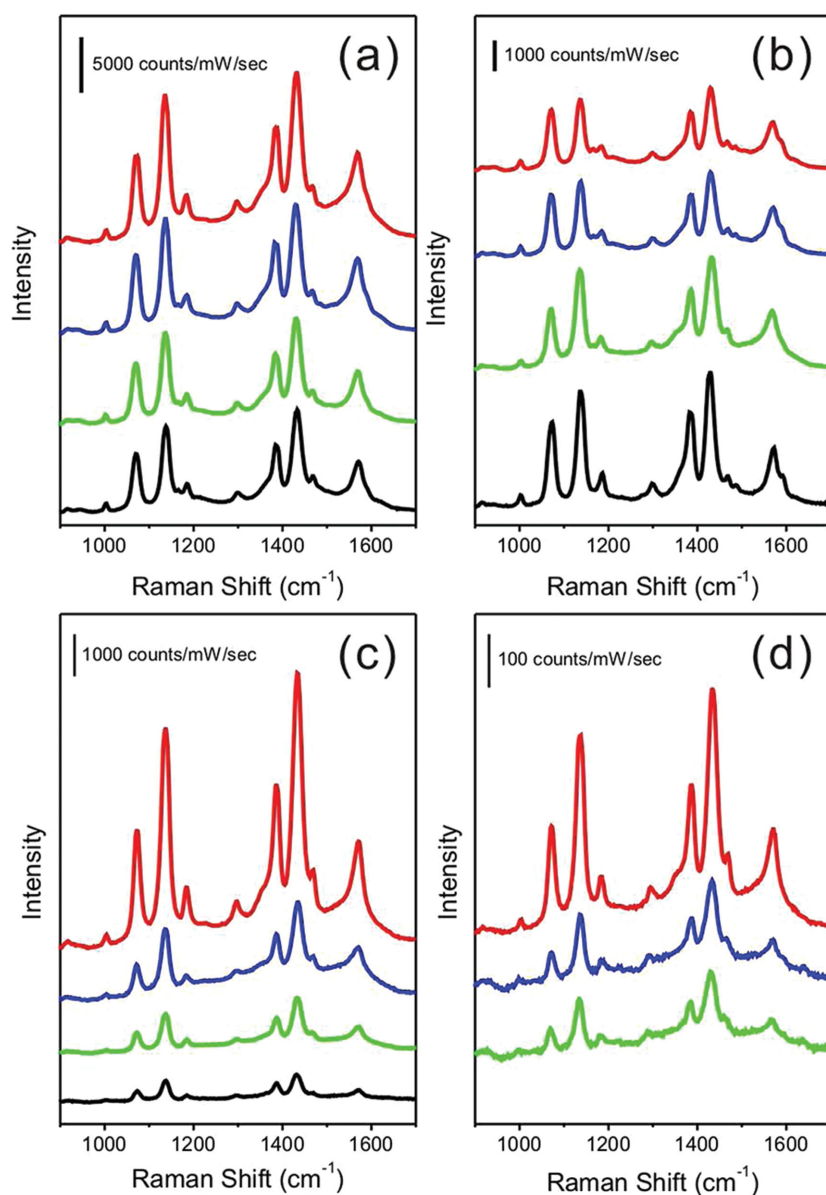 (a)
5000 counts/mW/sec
Intensity
1000 1200 1400 1600
Raman Shift (cm⁻¹)
(b)
1000 counts/mW/sec
Intensity
1000 1200 1400 1600
Raman Shift (cm⁻¹)
(c)
1000 counts/mW/sec
Intensity
1000 1200 1400 1600
Raman Shift (cm⁻¹)
(d)
100 counts/mW/sec
Intensity
1000 1200 1400 1600
Raman Shift (cm⁻¹)